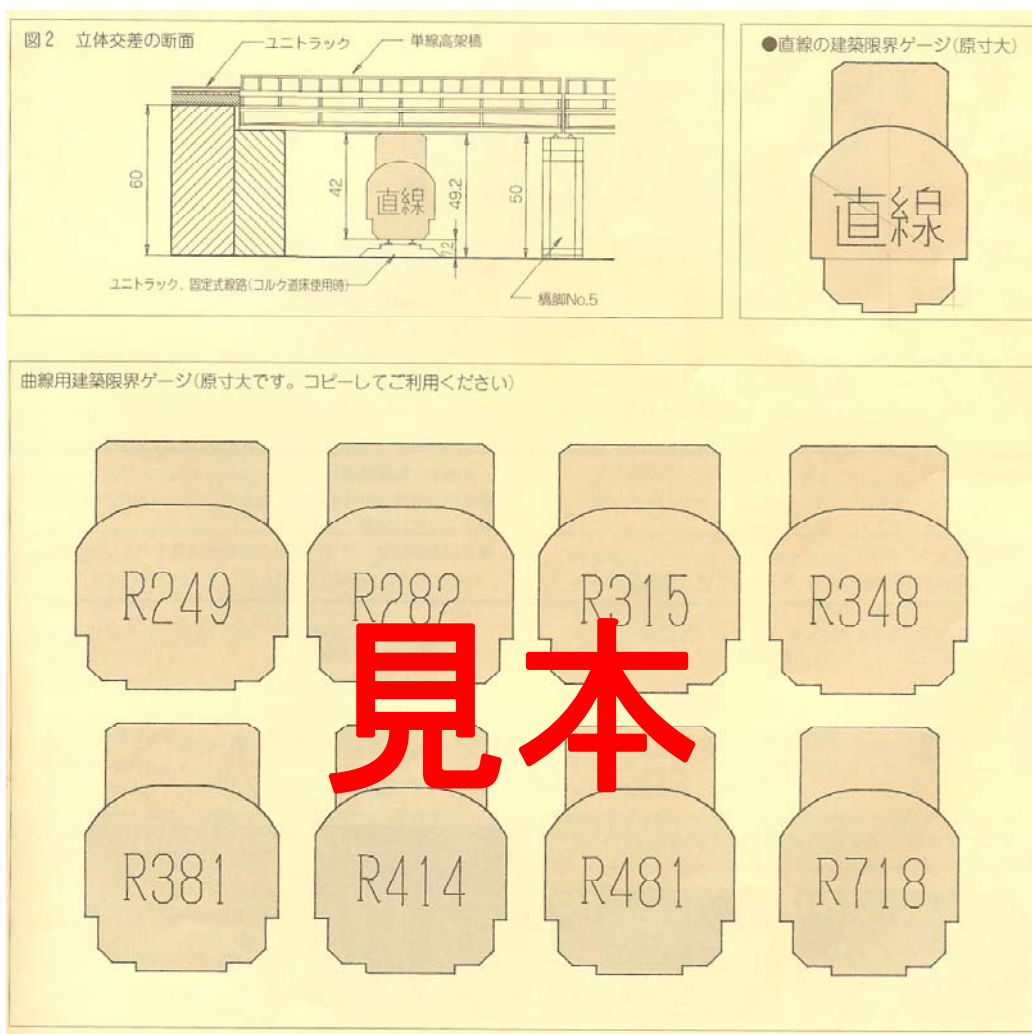 図2 立体交差の断面
ユニトラック
単線高架橋
60
42
直線
49.2
7.2
50
ユニトラック、固定式線路(コルク道床使用時)
橋脚No.5
●直線の建築限界ゲージ(原寸大)
直線
曲線用建築限界ゲージ(原寸大です。コピーしてご利用ください)
R249
R282
R315
R348
見本
R381
R414
R481
R718